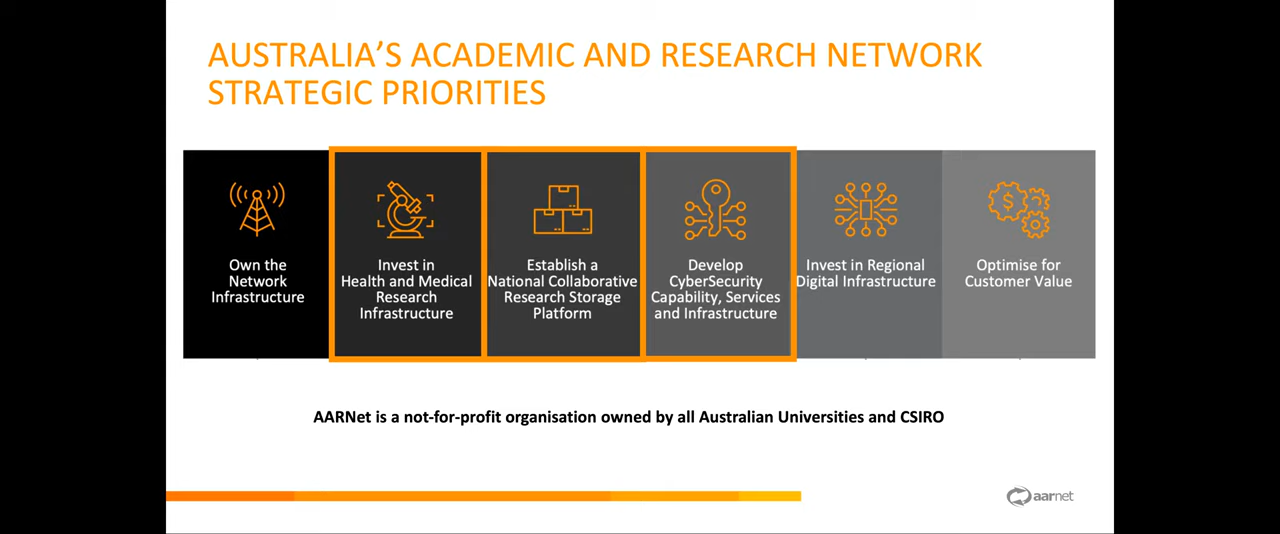 AUSTRALIA'S ACADEMIC AND RESEARCH NETWORK
STRATEGIC PRIORITIES
Own the
Network
Infrastructure
Invest in
Health and Medical
Research
Infrastructure
Establish a
National Collaborative
Research Storage
Platform
Develop
CyberSecurity
Capability, Services
and Infrastructure
Invest in Regional
Digital Infrastructure
Optimise for
Customer Value
AARNet is a not-for-profit organisation owned by all Australian Universities and CSIRO
aarnet